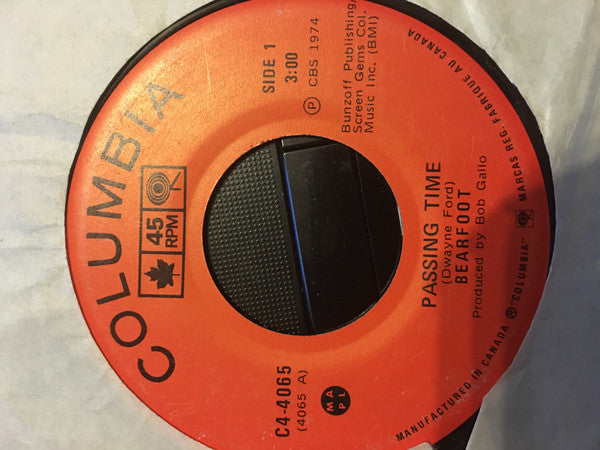 COLUMBIA
45
RPM
SIDE 1
3:00
Ⓟ CBS 1974
Bunzoff Publishing/
Screen Gems Col.
Music Inc. (BMI)
C4-4065
(4065 A)
MA
PL
PASSING TIME
(Dwayne Ford)
BEARFOOT
Produced by Bob Gallo
MANUFACTURED IN CANADA ® "COLUMBIA" MARCAS REG. FABRIQUE AU CANADA